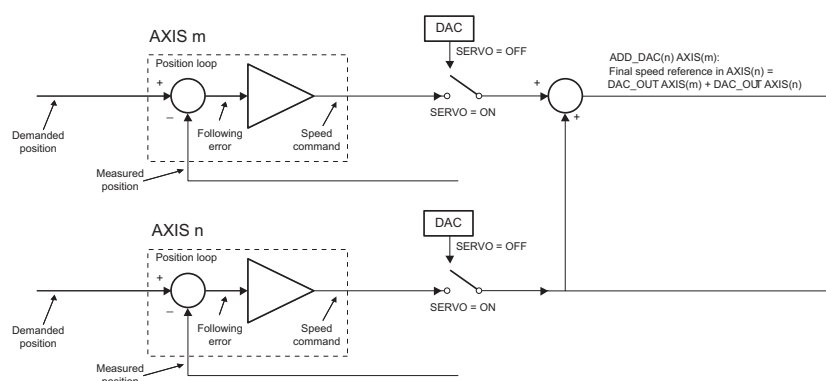 AXIS m
DAC
SERVO = OFF
ADD_DAC(n) AXIS(m):
Final speed reference in AXIS(n) =
DAC_OUT AXIS(m) + DAC_OUT AXIS(n)
Position loop
+
–
+
+
SERVO = ON
Demanded
position
Following
error
Speed
command
Measured
position
AXIS n
DAC
SERVO = OFF
Position loop
+
–
SERVO = ON
Demanded
position
Following
error
Speed
command
Measured
position